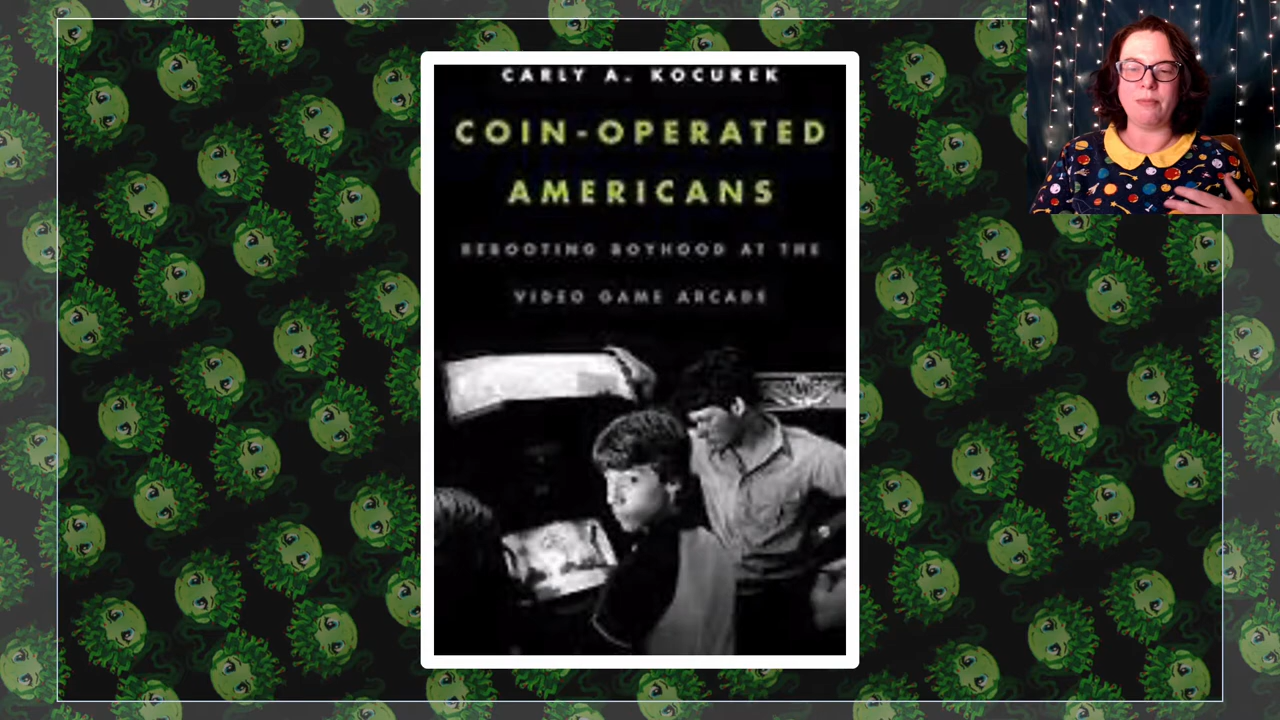 CARLY A. KOCUREK
COIN-OPERATED
AMERICANS
REBOOTING BOYHOOD AT THE
VIDEO GAME ARCADE